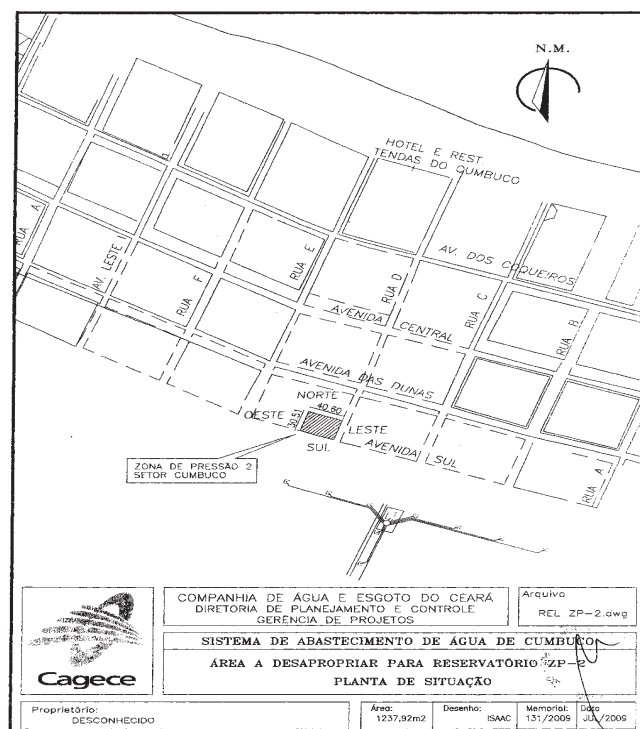 N.M.
HOTEL E REST
TENDAS DO CUMBUCO
AV. DOS COQUEIROS
RUA A
AV. LESTE
RUA F
RUA E
RUA D
RUA C
RUA B
AVENIDA CENTRAL
AVENIDA DAS DUNAS
NORTE
40.60
OESTE
30.51
LESTE
SUL
AVENIDA SUL
RUA A
ZONA DE PRESSÃO 2
SETOR CUMBUCO
Cagece
COMPANHIA DE ÁGUA E ESGOTO DO CEARÁ
DIRETORIA DE PLANEJAMENTO E CONTROLE
GERÊNCIA DE PROJETOS
Arquivo
REL ZP-2.dwg
SISTEMA DE ABASTECIMENTO DE ÁGUA DE CUMBUCO
ÁREA A DESAPROPRIAR PARA RESERVATÓRIO ZP-2
PLANTA DE SITUAÇÃO
Proprietário:
DESCONHECIDO
Área:
1237,92m2
Desenho:
ISAAC
Memorial:
131/2009
Data
JUL/2009